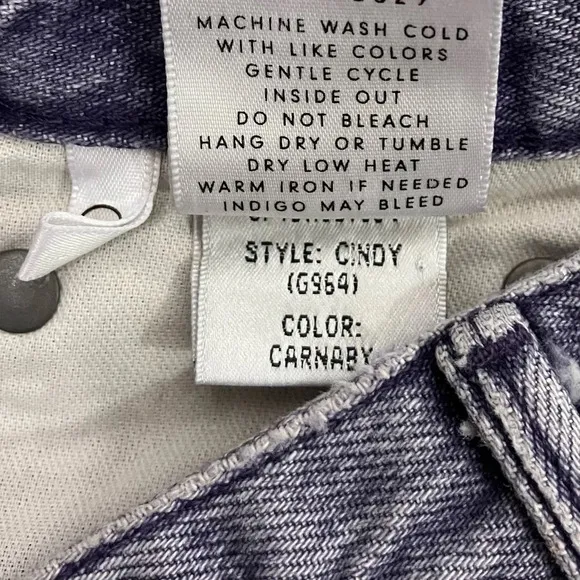 MACHINE WASH COLD
WITH LIKE COLORS
GENTLE CYCLE
INSIDE OUT
DO NOT BLEACH
HANG DRY OR TUMBLE
DRY LOW HEAT
WARM IRON IF NEEDED
INDIGO MAY BLEED
STYLE: CINDY
(G964)
COLOR:
CARNABY